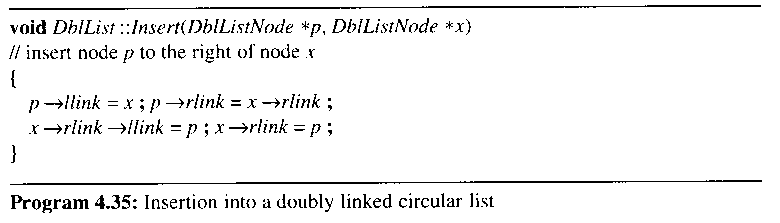 void DblList::Insert(DblListNode *p, DblListNode *x)
// insert node p to the right of node x
{
p →llink = x ; p →rlink = x →rlink ;
x →rlink →llink = p ; x →rlink = p ;
}
Program 4.35: Insertion into a doubly linked circular list